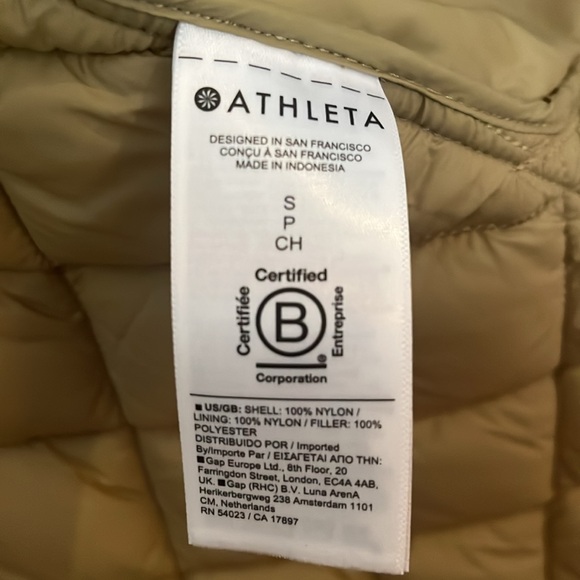 ATHLETA
DESIGNED IN SAN FRANCISCO
CONÇU À SAN FRANCISCO
MADE IN INDONESIA
S
P
CH
Certified
Certifiée
B
®
Entreprise
Corporation
■ US/GB: SHELL: 100% NYLON /
LINING: 100% NYLON / FILLER: 100%
POLYESTER
DISTRIBUIDO POR / Imported
By/Importe Par / ΕΙΣΑΓΕΤΑΙ ΑΠΟ ΤΗΝ:
■Gap Europe Ltd., 8th Floor, 20
Farringdon Street, London, EC4A 4AB,
UK. ■Gap (RHC) B.V. Luna ArenA
Herikerbergweg 238 Amsterdam 1101
CM, Netherlands
RN 54023 / CA 17897